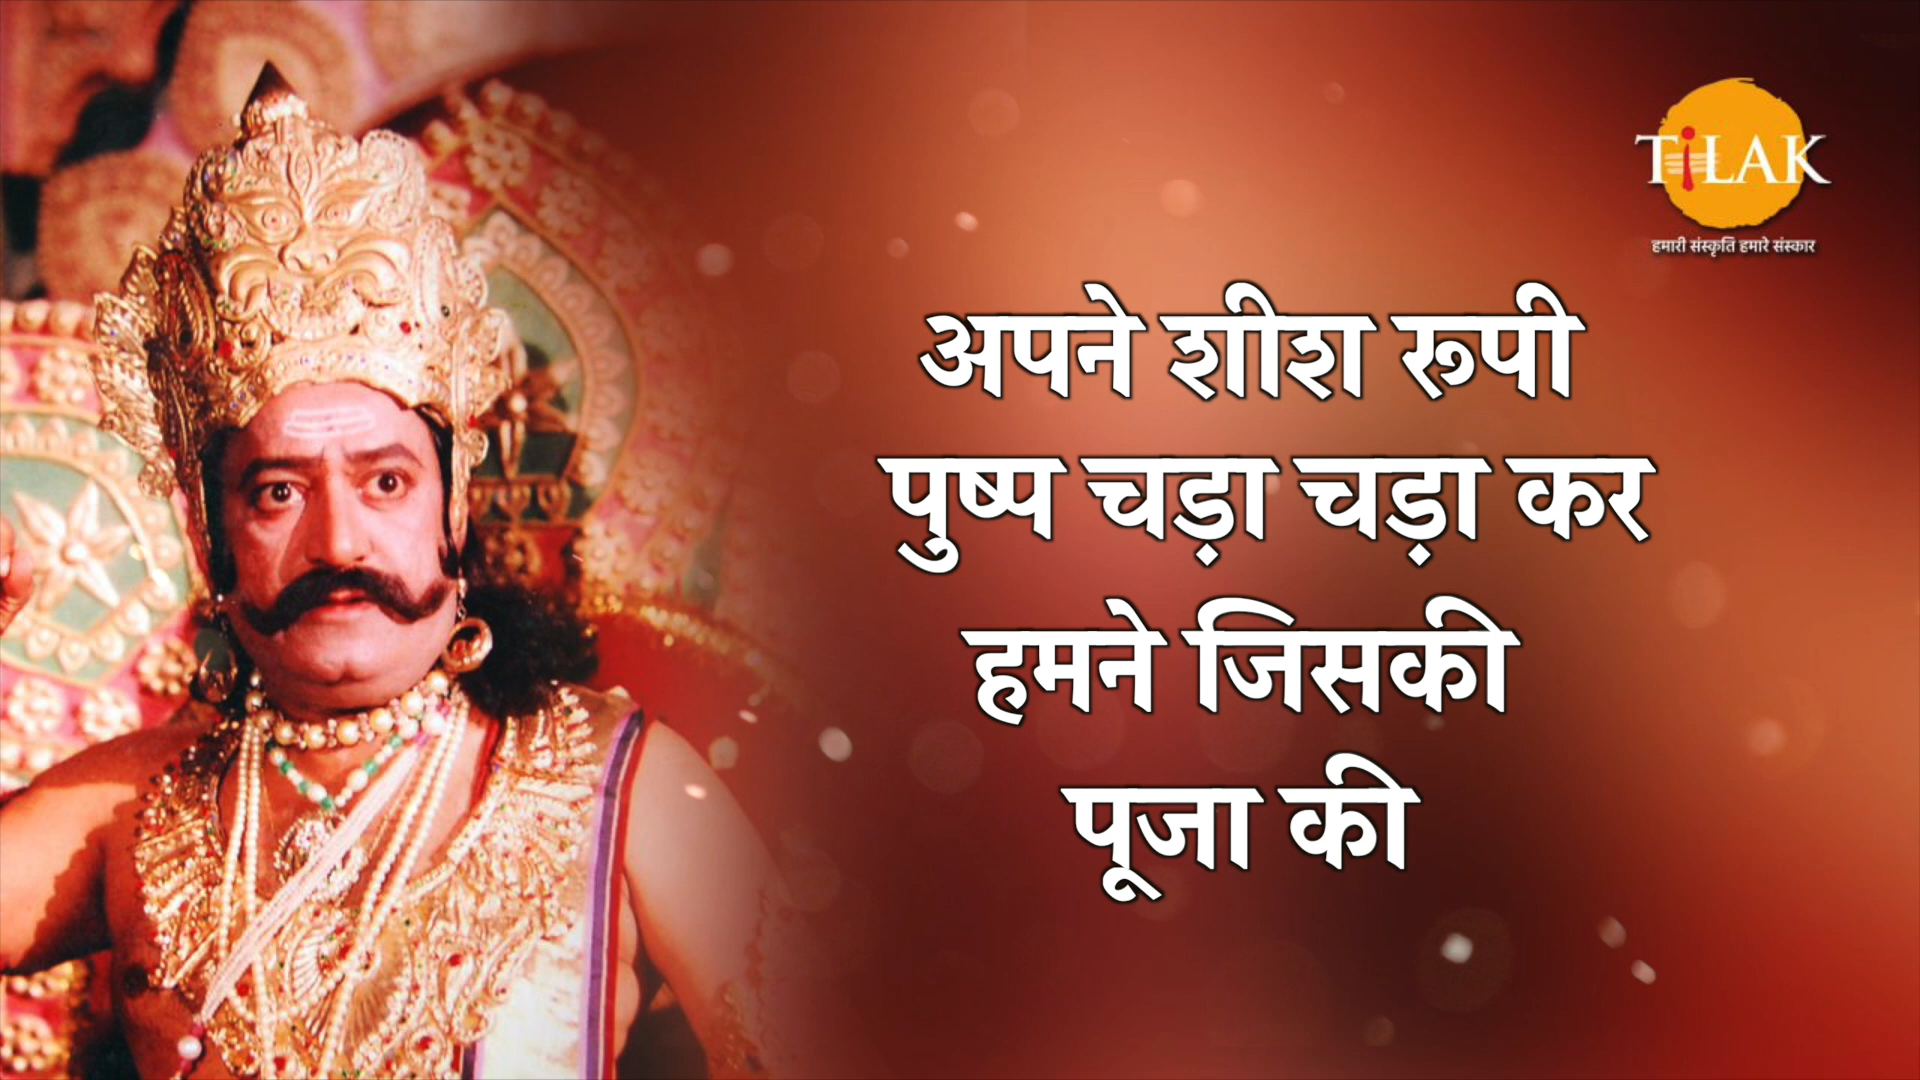 TiLAK
हमारी संस्कृति हमारे संस्कार
अपने शीश रूपी
पुष्प चड़ा चड़ा कर
हमने जिसकी
पूजा की